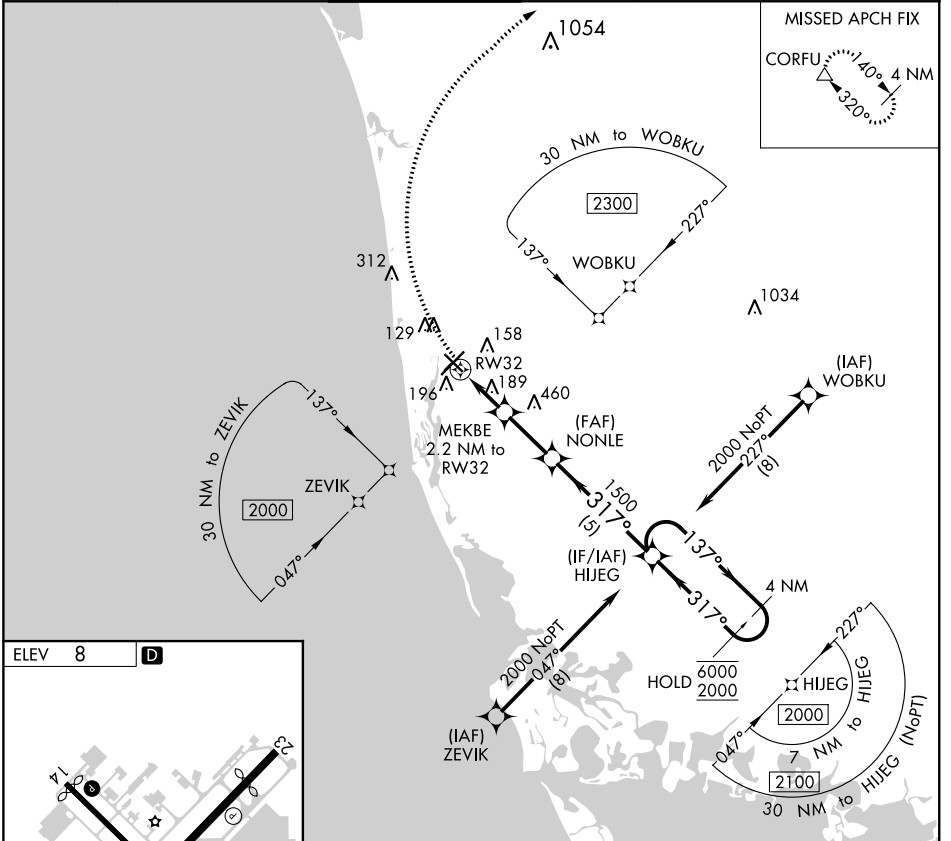 1054
MISSED APCH FIX
CORFU
140°
4 NM
320°
30 NM to WOBKU
2300
137°
227°
WOBKU
312
1034
129
158
RW32
196
189
460
(IAF)
WOBKU
MEKBE
2.2 NM to
RW32
(FAF)
NONLE
2000 NoPT
227°
(8)
30 NM to ZEVIK
137°
ZEVIK
2000
047°
1500
317°
(5)
(IF/IAF)
HIJEG
137°
317°
4 NM
HOLD
6000
2000
2000 NoPT
047°
(8)
(IAF)
ZEVIK
227°
HIJEG
2000
047°
7 NM to HIJEG
2100
30 NM to HIJEG (NoPT)
ELEV 8
D
14
P
23
P